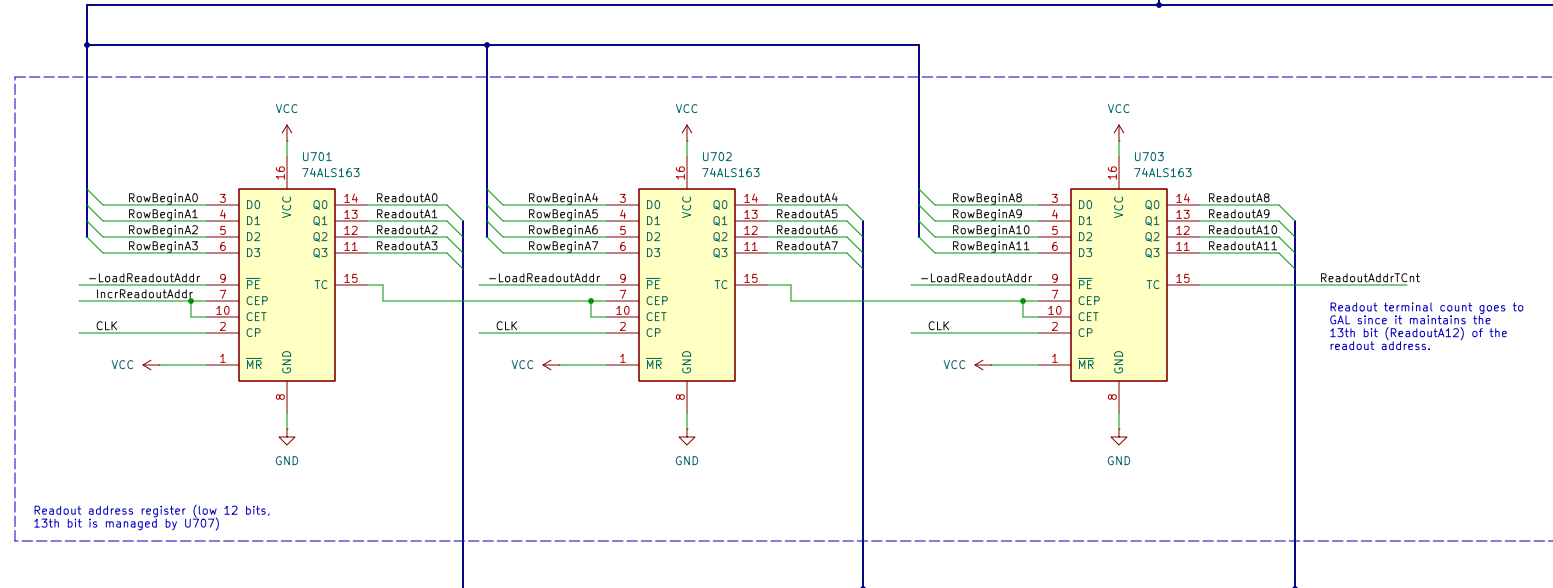 VCC
VCC
VCC
U701
74ALS163
U702
74ALS163
U703
74ALS163
16
VCC
16
VCC
16
VCC
RowBeginA0 3 D0 Q0 14 ReadoutA0
RowBeginA1 4 D1 Q1 13 ReadoutA1
RowBeginA2 5 D2 Q2 12 ReadoutA2
RowBeginA3 6 D3 Q3 11 ReadoutA3
-LoadReadoutAddr 9 PE TC 15
IncrReadoutAddr 7 CEP
10 CET
CLK 2 CP
VCC 1 MR
GND
8
GND
RowBeginA4 3 D0 Q0 14 ReadoutA4
RowBeginA5 4 D1 Q1 13 ReadoutA5
RowBeginA6 5 D2 Q2 12 ReadoutA6
RowBeginA7 6 D3 Q3 11 ReadoutA7
-LoadReadoutAddr 9 PE TC 15
7 CEP
10 CET
CLK 2 CP
VCC 1 MR
GND
8
GND
RowBeginA8 3 D0 Q0 14 ReadoutA8
RowBeginA9 4 D1 Q1 13 ReadoutA9
RowBeginA10 5 D2 Q2 12 ReadoutA10
RowBeginA11 6 D3 Q3 11 ReadoutA11
-LoadReadoutAddr 9 PE TC 15 ReadoutAddrTCnt
7 CEP
10 CET
CLK 2 CP
VCC 1 MR
GND
8
GND
Readout terminal count goes to
GAL since it maintains the
13th bit (ReadoutA12) of the
readout address.
Readout address register (low 12 bits,
13th bit is managed by U707)